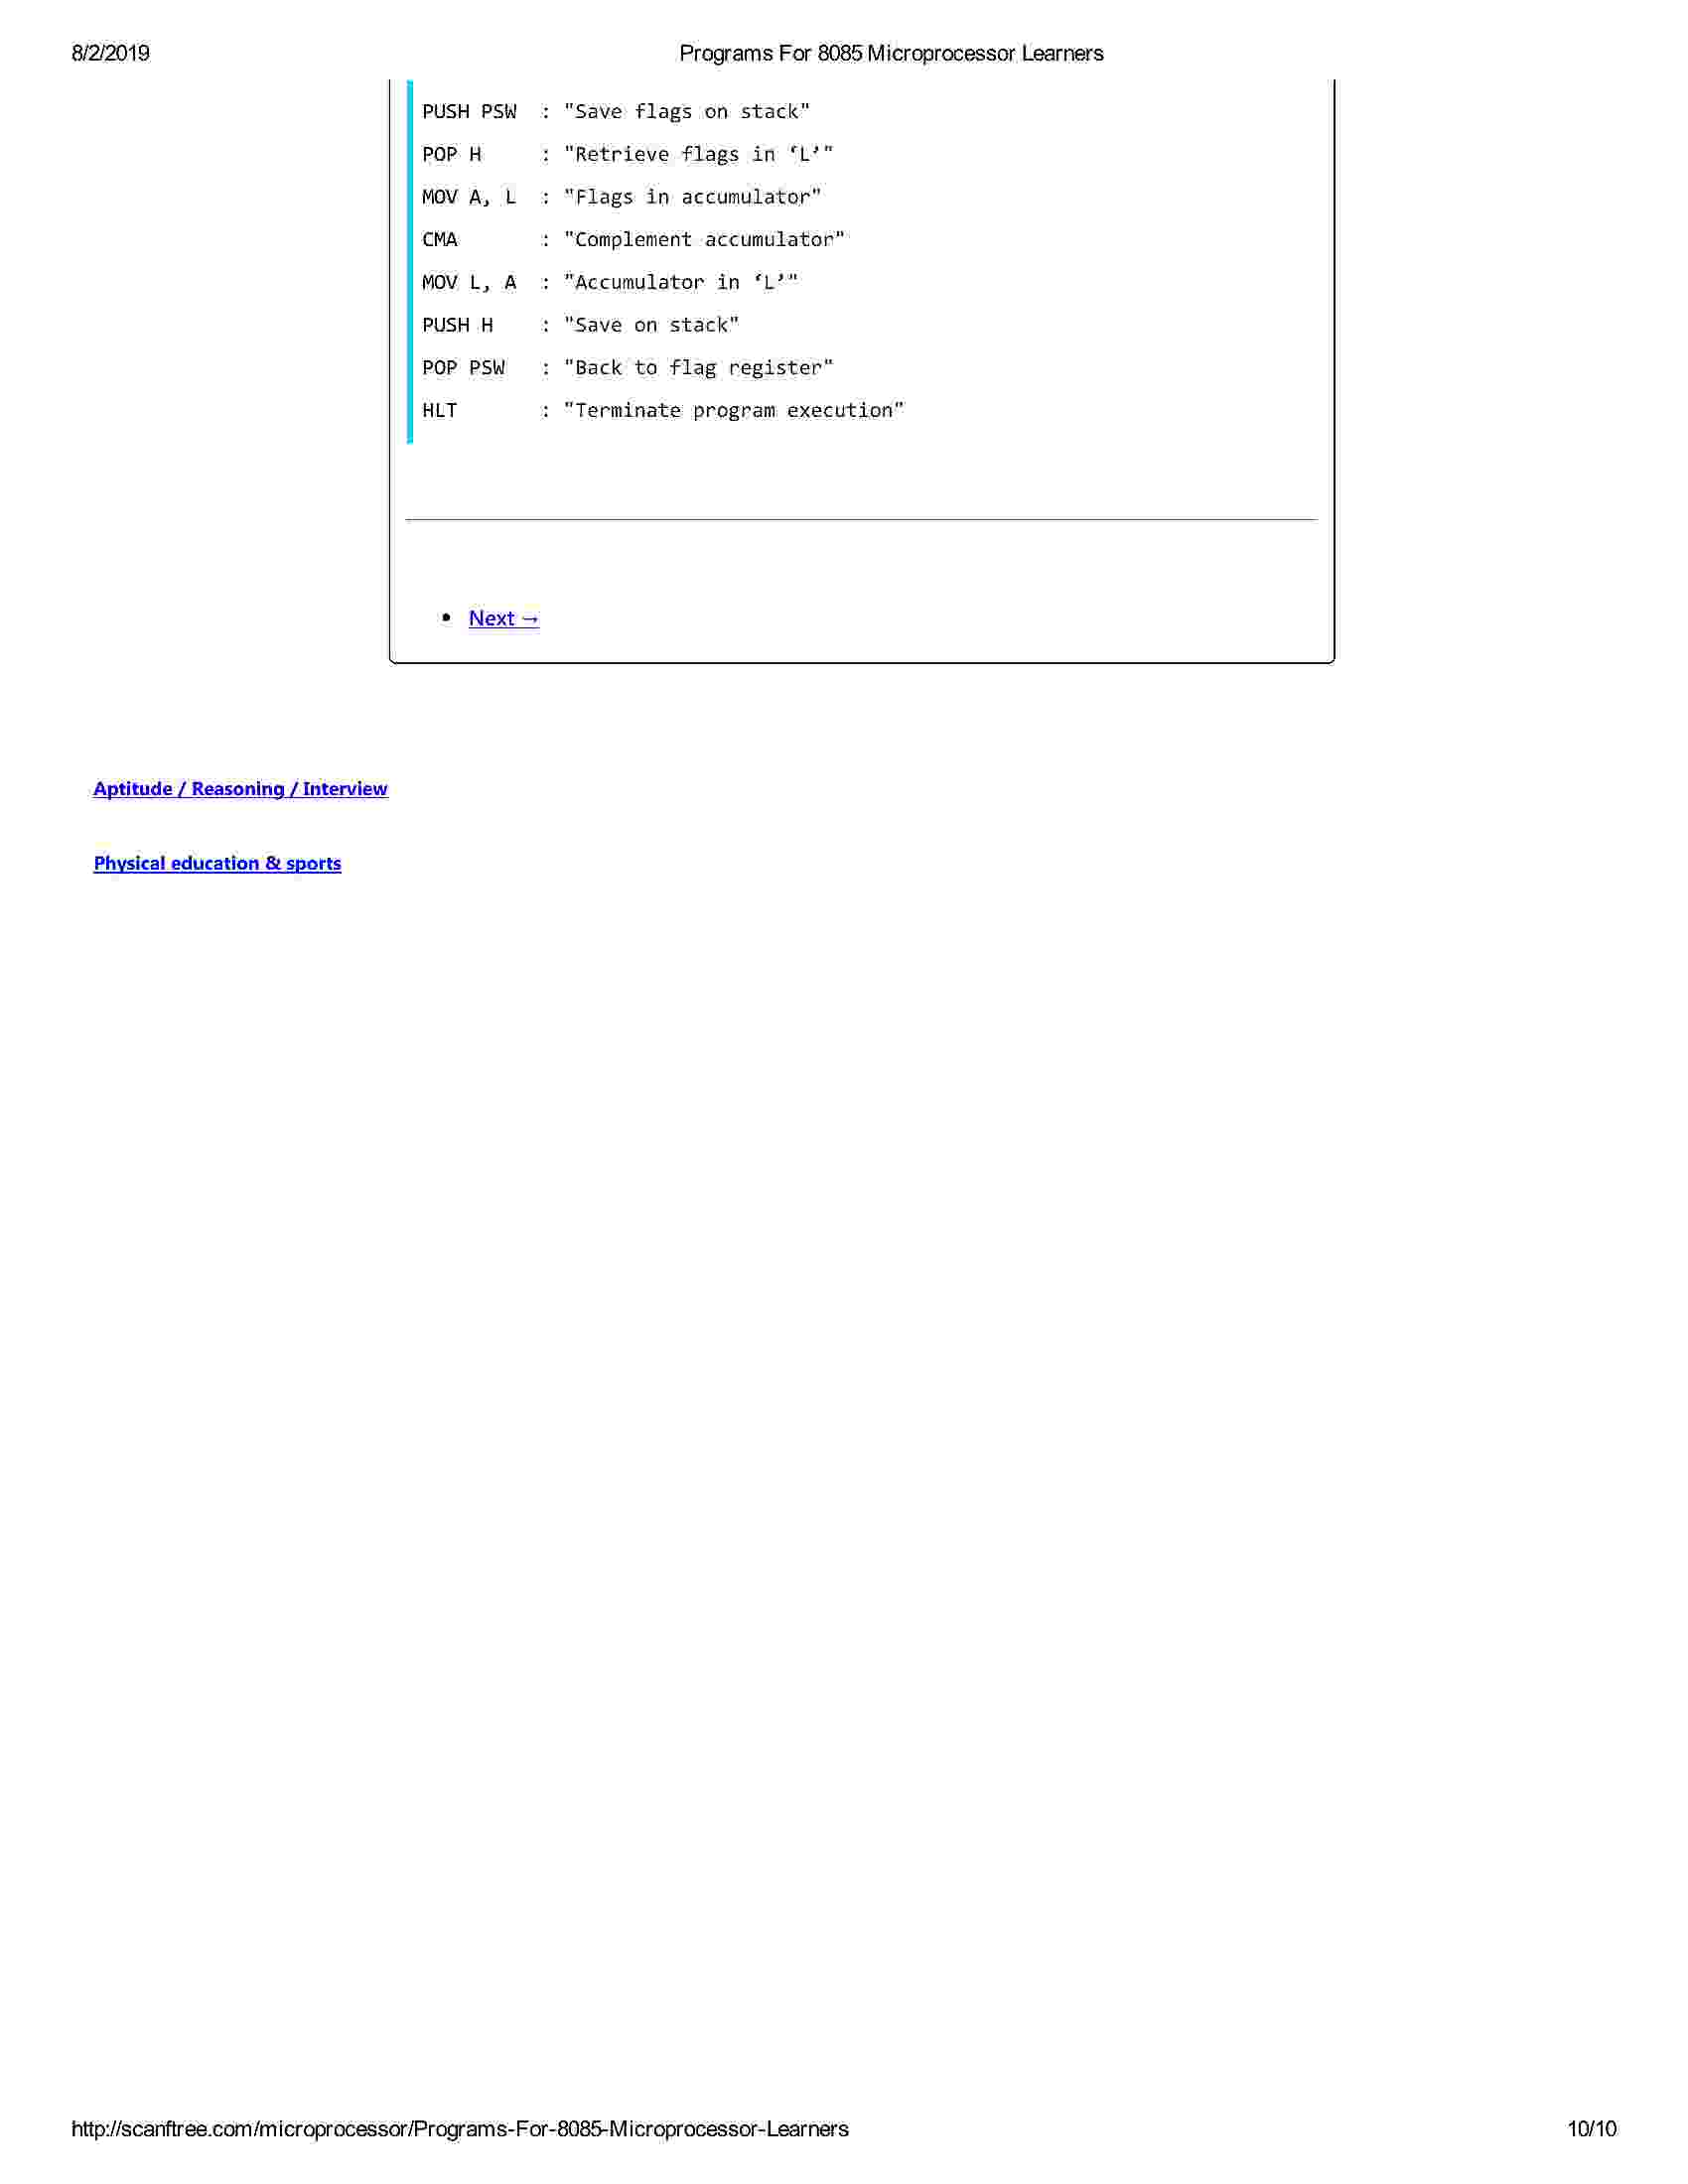 8/2/2019 Programs For 8085 Microprocessor Learners
PUSH PSW  : "Save flags on stack"
POP H     : "Retrieve flags in ‘L’"
MOV A, L  : "Flags in accumulator"
CMA       : "Complement accumulator"
MOV L, A  : "Accumulator in ‘L’"
PUSH H    : "Save on stack"
POP PSW   : "Back to flag register"
HLT       : "Terminate program execution"
• Next →
Aptitude / Reasoning / Interview
Physical education & sports
http://scanftree.com/microprocessor/Programs-For-8085-Microprocessor-Learners 10/10